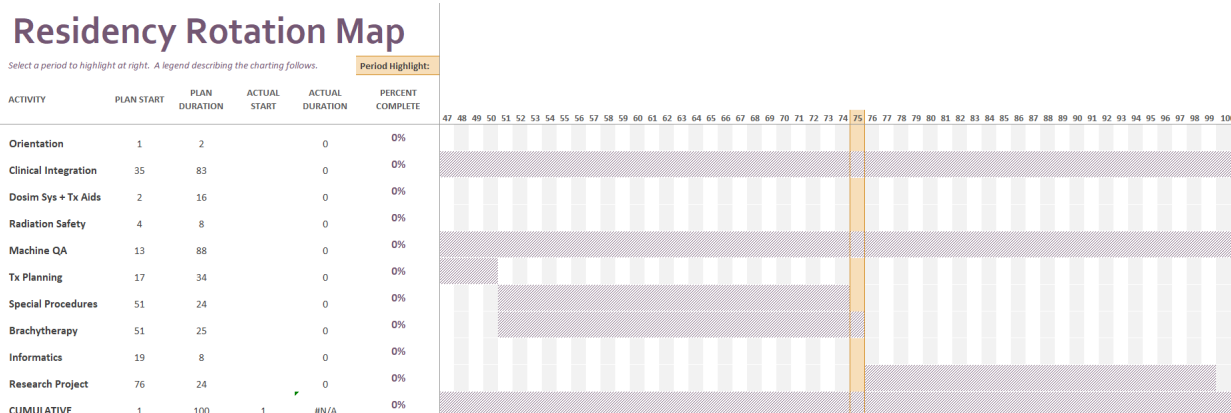 Residency Rotation Map
Select a period to highlight at right.  A legend describing the charting follows. Period Highlight:
ACTIVITY PLAN START PLAN DURATION ACTUAL START ACTUAL DURATION PERCENT COMPLETE
47 48 49 50 51 52 53 54 55 56 57 58 59 60 61 62 63 64 65 66 67 68 69 70 71 72 73 74 75 76 77 78 79 80 81 82 83 84 85 86 87 88 89 90 91 92 93 94 95 96 97 98 99 100
Orientation 1 2 0 0%
Clinical Integration 35 83 0 0%
Dosim Sys + Tx Aids 2 16 0 0%
Radiation Safety 4 8 0 0%
Machine QA 13 88 0 0%
Tx Planning 17 34 0 0%
Special Procedures 51 24 0 0%
Brachytherapy 51 25 0 0%
Informatics 19 8 0 0%
Research Project 76 24 0 0%
CUMULATIVE 1 100 1 #N/A 0%